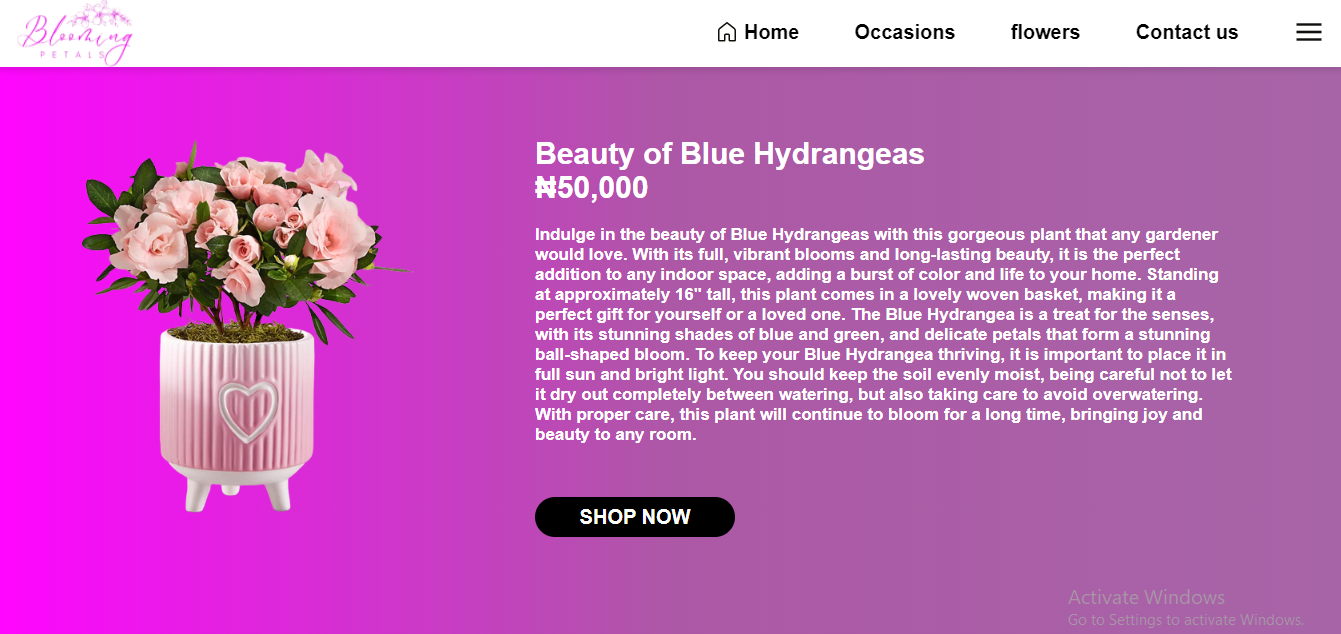 Blooming
PETALS
Home
Occasions
flowers
Contact us
Beauty of Blue Hydrangeas
₦50,000
Indulge in the beauty of Blue Hydrangeas with this gorgeous plant that any gardener
would love. With its full, vibrant blooms and long-lasting beauty, it is the perfect
addition to any indoor space, adding a burst of color and life to your home. Standing
at approximately 16" tall, this plant comes in a lovely woven basket, making it a
perfect gift for yourself or a loved one. The Blue Hydrangea is a treat for the senses,
with its stunning shades of blue and green, and delicate petals that form a stunning
ball-shaped bloom. To keep your Blue Hydrangea thriving, it is important to place it in
full sun and bright light. You should keep the soil evenly moist, being careful not to let
it dry out completely between watering, but also taking care to avoid overwatering.
With proper care, this plant will continue to bloom for a long time, bringing joy and
beauty to any room.
SHOP NOW
Activate Windows
Go to Settings to activate Windows.